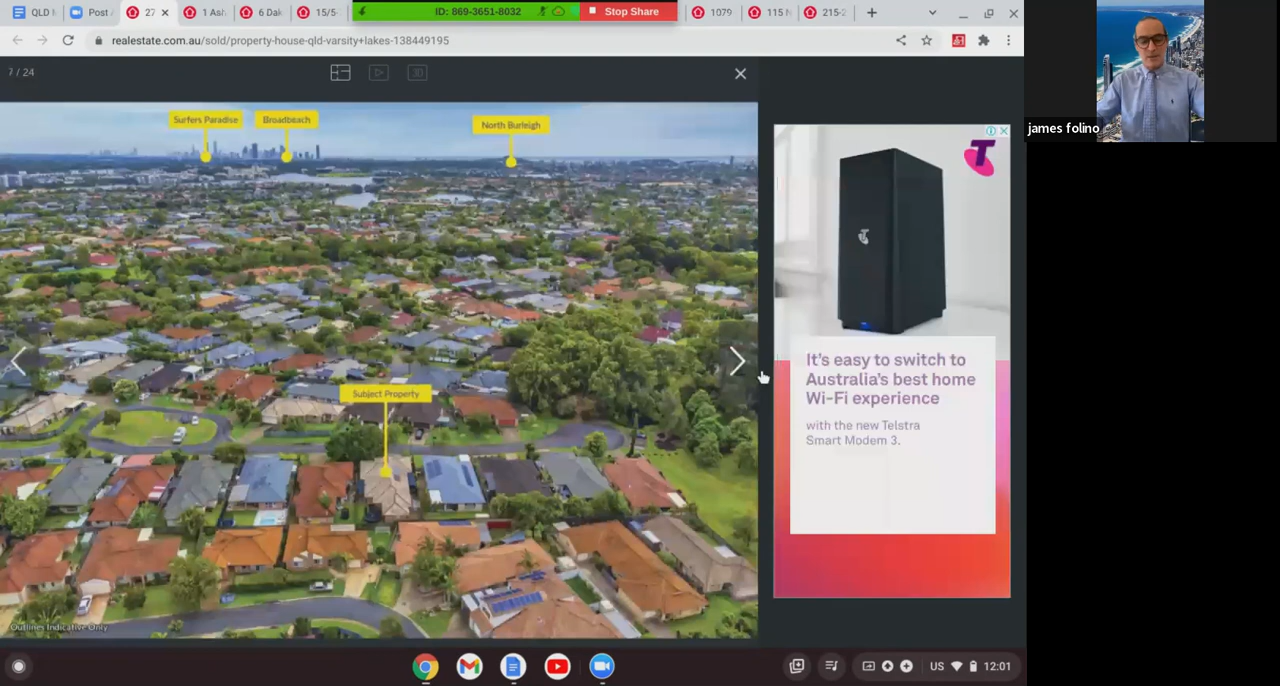 QLD
Post
27
1 Ash
6 Dak
15/5-
ID: 869-3651-8032
Stop Share
1079
115 N
215-2
realestate.com.au/sold/property-house-qld-varsity+lakes-138449195
7 / 24
Surfers Paradise
Broadbeach
North Burleigh
Subject Property
Outlines Indicative Only
T
It's easy to switch to
Australia's best home
Wi-Fi experience
with the new Telstra
Smart Modem 3.
james folino
US
12:01